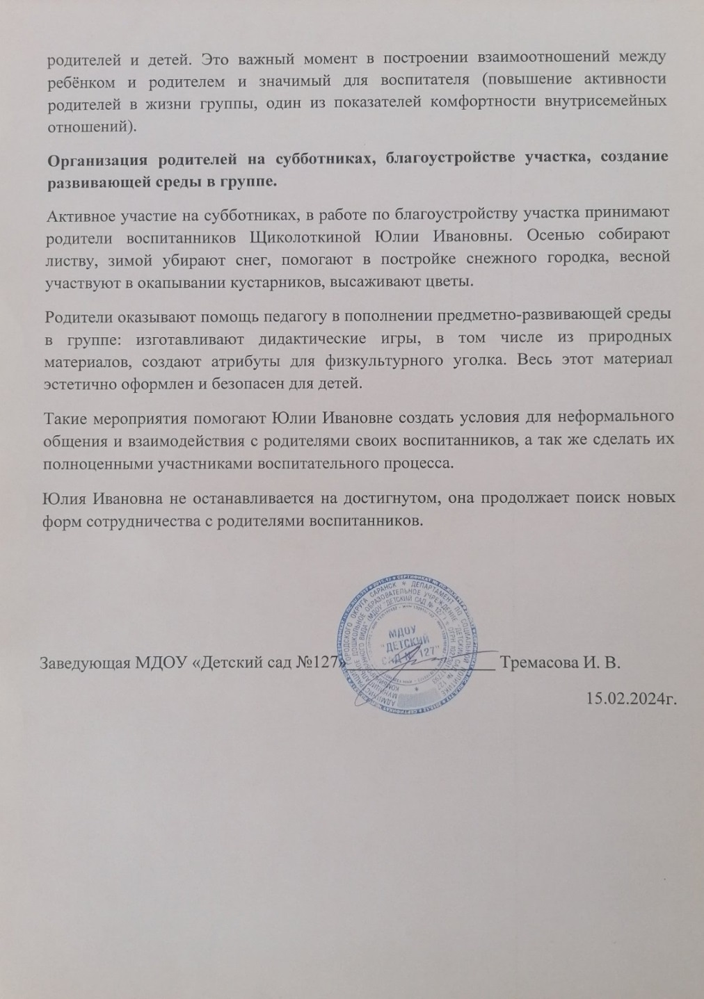 родителей и детей. Это важный момент в построении взаимоотношений между
ребёнком и родителем и значимый для воспитателя (повышение активности
родителей в жизни группы, один из показателей комфортности внутрисемейных
отношений).
Организация родителей на субботниках, благоустройстве участка, создание
развивающей среды в группе.
Активное участие на субботниках, в работе по благоустройству участка принимают
родители воспитанников Щиколоткиной Юлии Ивановны. Осенью собирают
листву, зимой убирают снег, помогают в постройке снежного городка, весной
участвуют в окапывании кустарников, высаживают цветы.
Родители оказывают помощь педагогу в пополнении предметно-развивающей среды
в группе: изготавливают дидактические игры, в том числе из природных
материалов, создают атрибуты для физкультурного уголка. Весь этот материал
эстетично оформлен и безопасен для детей.
Такие мероприятия помогают Юлии Ивановне создать условия для неформального
общения и взаимодействия с родителями своих воспитанников, а так же сделать их
полноценными участниками воспитательного процесса.
Юлия Ивановна не останавливается на достигнутом, она продолжает поиск новых
форм сотрудничества с родителями воспитанников.
МДОУ
"ДЕТСКИЙ
САД № 127"
Заведующая МДОУ «Детский сад №127» Тремасова И. В.
15.02.2024г.